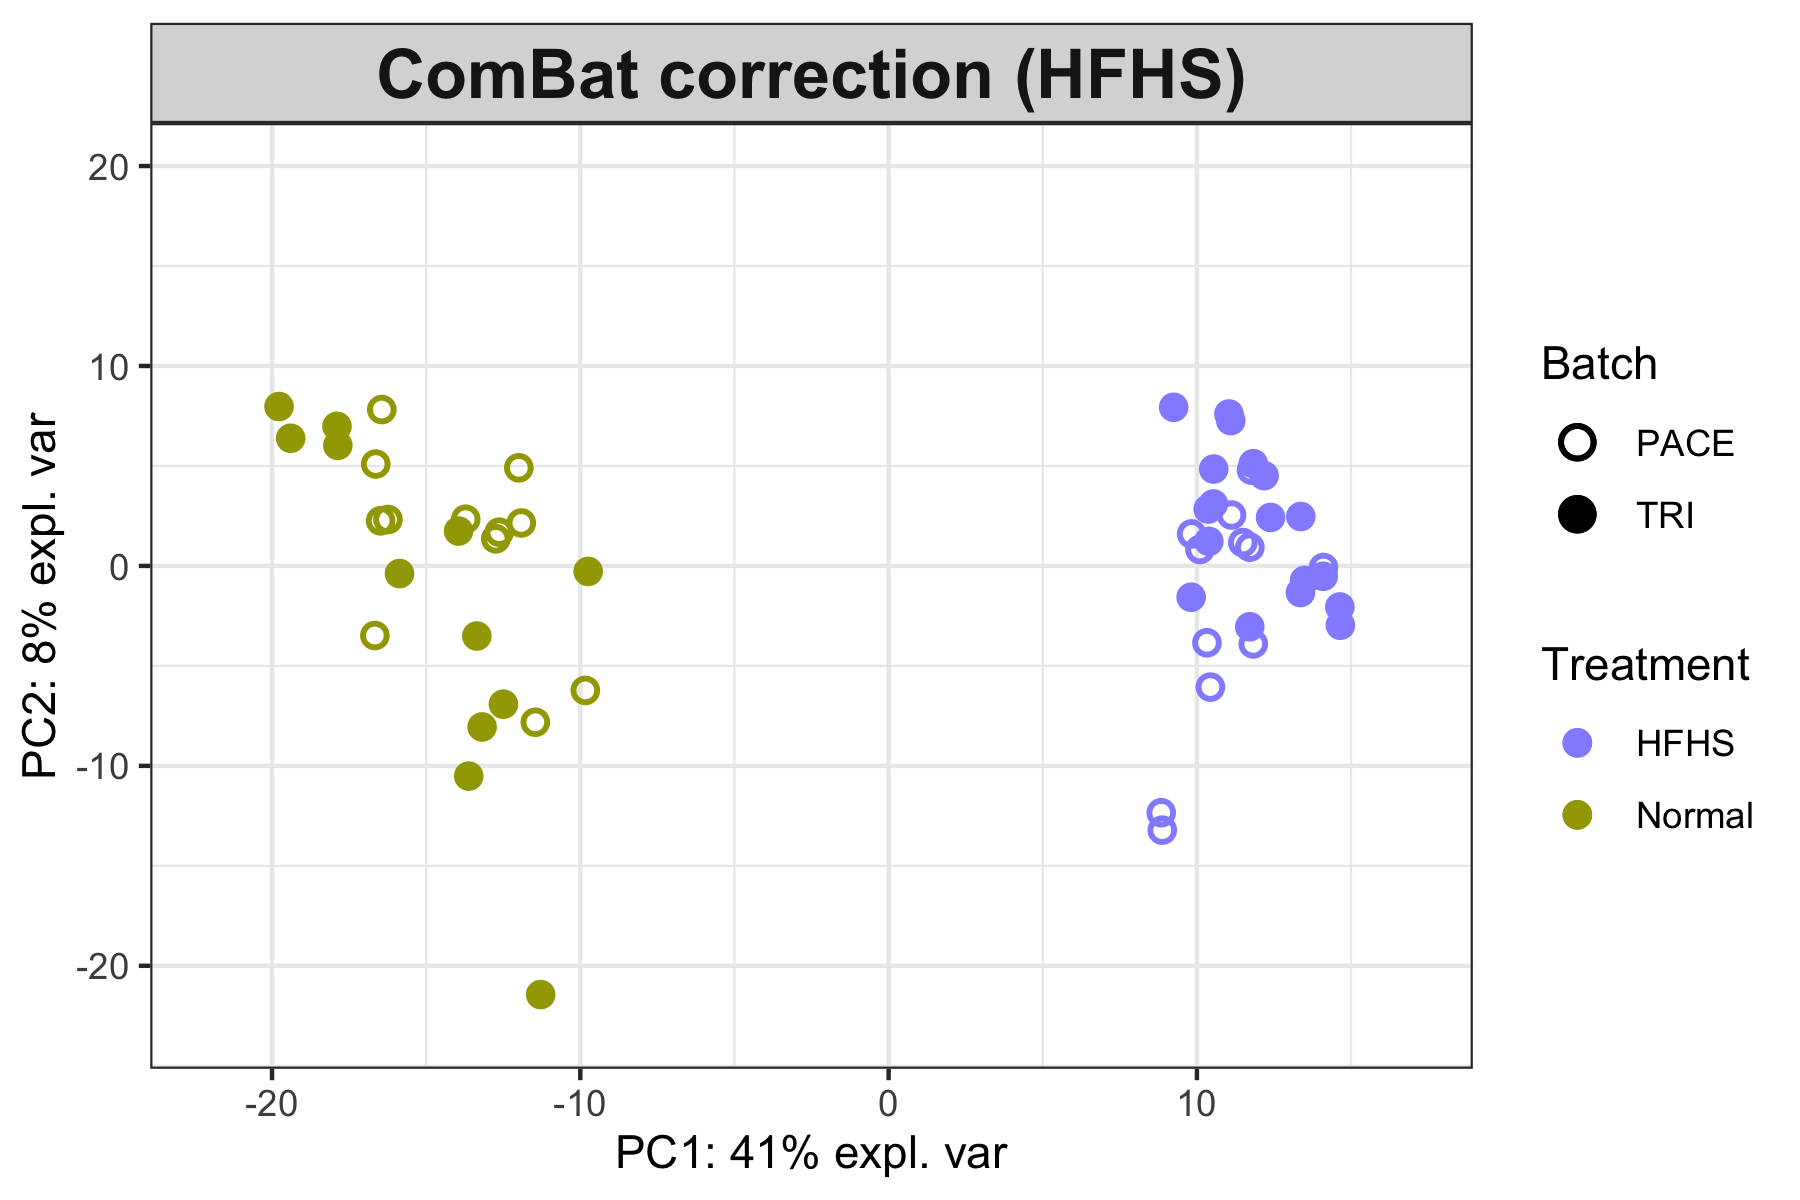 ComBat correction (HFHS)
20
10
0
-10
-20
PC2: 8% expl. var
-20
-10
0
10
PC1: 41% expl. var
Batch
PACE
TRI
Treatment
HFHS
Normal